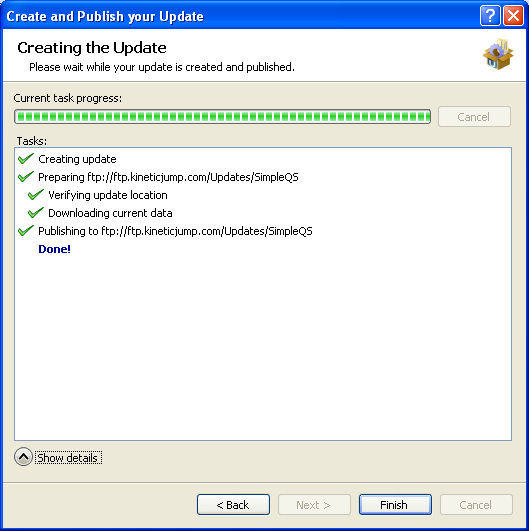 Create and Publish your Update
Creating the Update
Please wait while your update is created and published.
Current task progress:
Cancel
Tasks:
Creating update
Preparing ftp://ftp.kineticjump.com/Updates/SimpleQS
Verifying update location
Downloading current data
Publishing to ftp://ftp.kineticjump.com/Updates/SimpleQS
Done!
Show details
< Back
Next >
Finish
Cancel